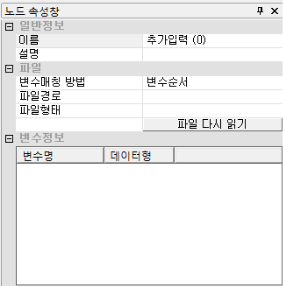 노드 속성창
일반정보
이름 추가입력 (0)
설명
파일
변수매칭 방법 변수순서
파일경로
파일형태
파일 다시 읽기
변수정보
변수명 데이터형